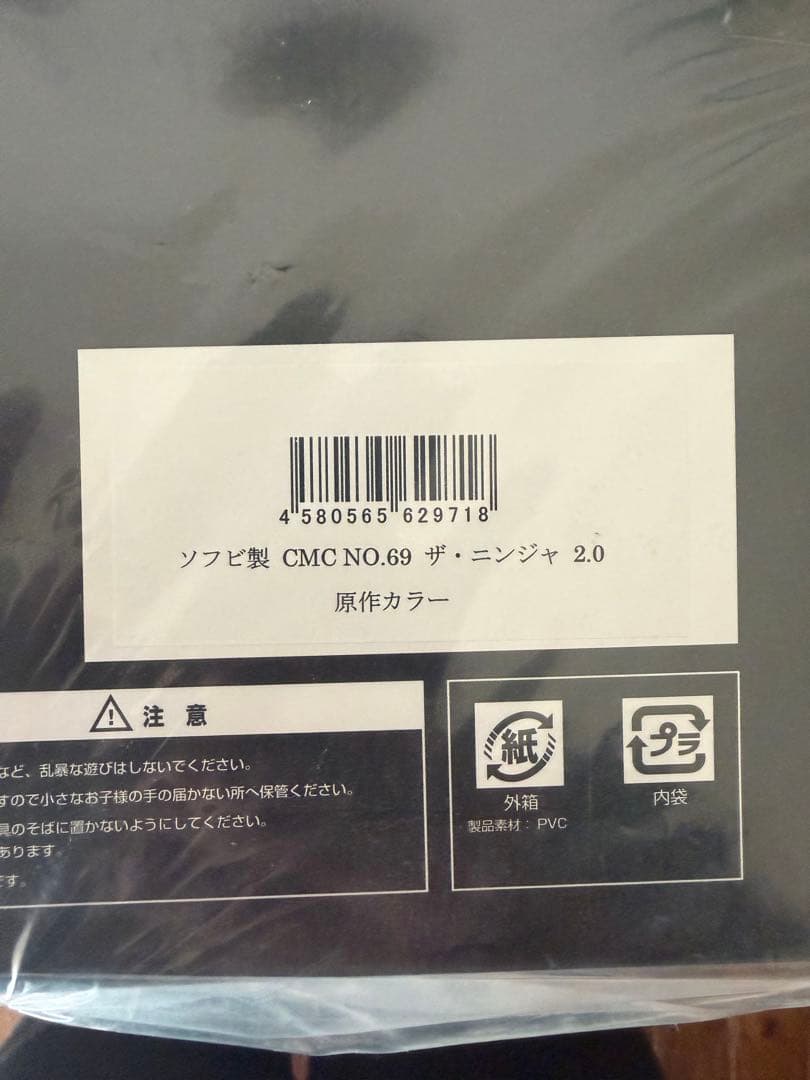 4 580565 629718
ソフビ製 CMC NO.69 ザ・ニンジャ 2.0
原作カラー
注 意
など、乱暴な遊びはしないでください。
すので小さなお子様の手の届かない所へ保管ください。
具のそばに置かないようにしてください。
あります。
です。
紙
外箱
プラ
内袋
製品素材：PVC